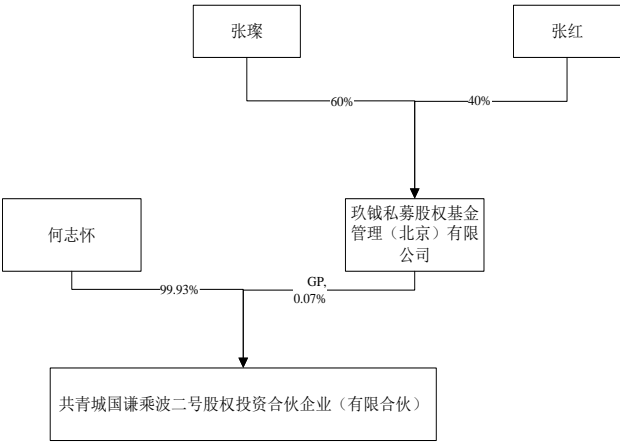 张璨
张红
60%
40%
何志怀
玖钺私募股权基金
管理（北京）有限
公司
99.93%
GP,
0.07%
共青城国谦乘波二号股权投资合伙企业（有限合伙）